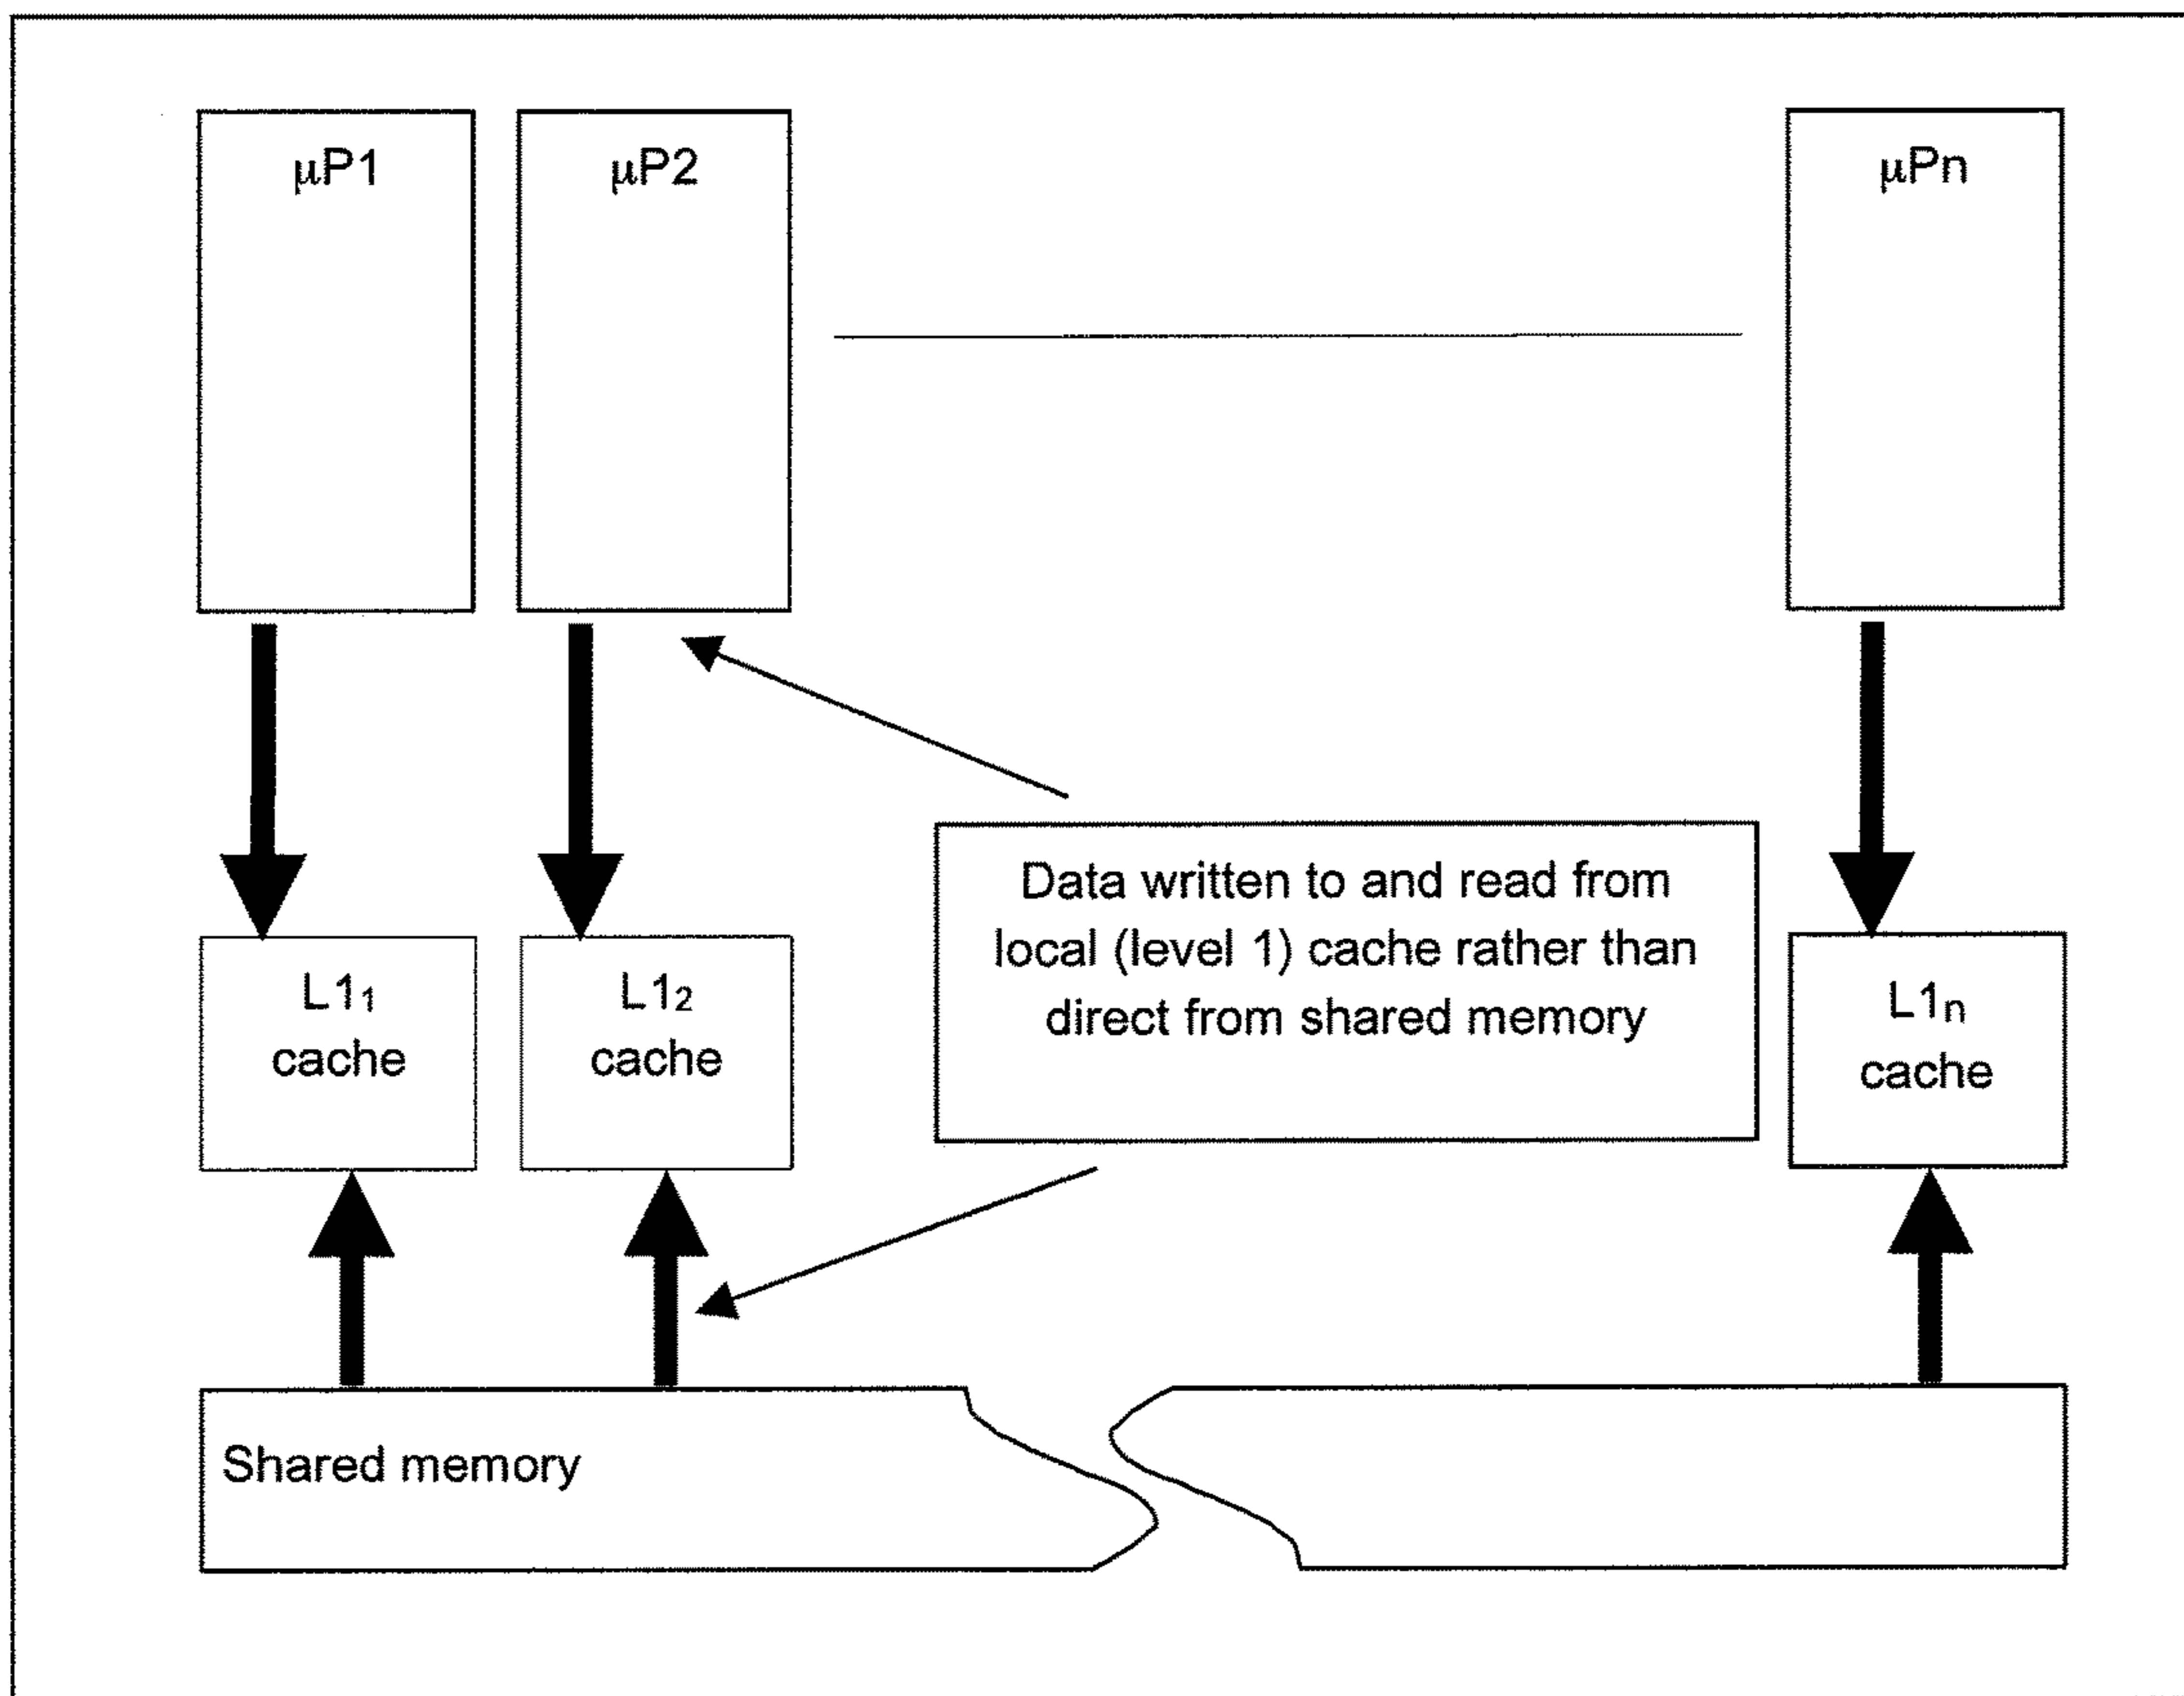 μP1
μP2
μPn
Data written to and read from
local (level 1) cache rather than
direct from shared memory
L1₁
cache
L1₂
cache
L1ₙ
cache
Shared memory